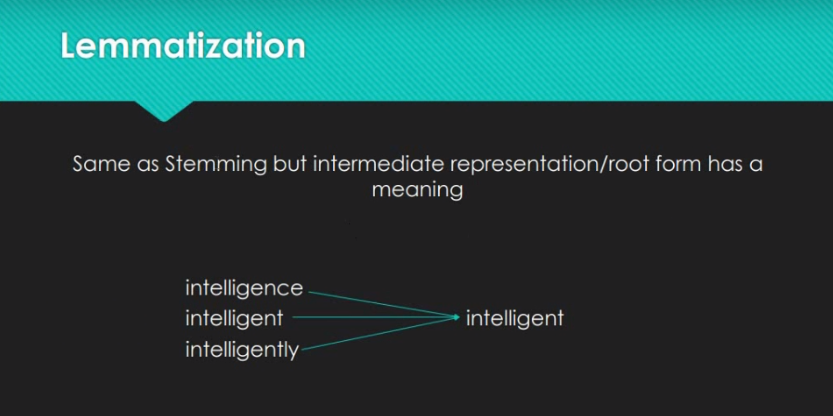 Lemmatization
Same as Stemming but intermediate representation/root form has a
meaning
intelligence
intelligent
intelligent
intelligently